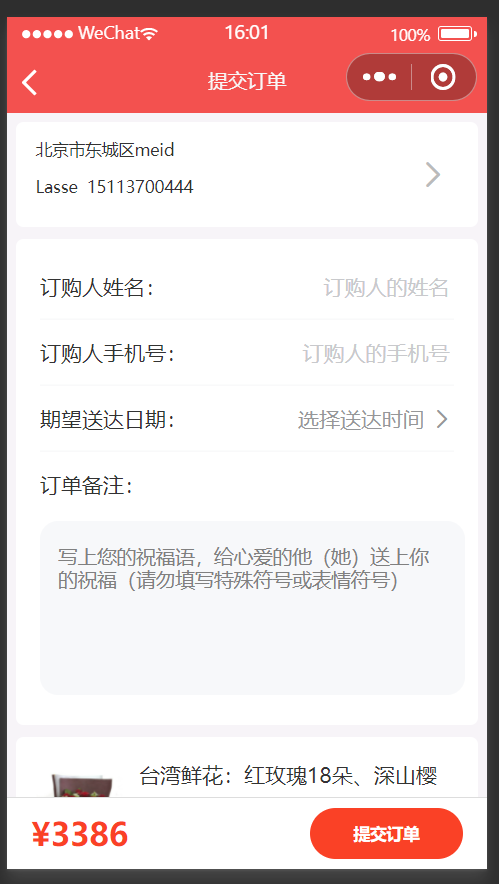 WeChat 16:01 100%
提交订单
北京市东城区meid
Lasse 15113700444
订购人姓名： 订购人的姓名
订购人手机号： 订购人的手机号
期望送达日期： 选择送达时间
订单备注：
写上您的祝福语，给心爱的他（她）送上你
的祝福（请勿填写特殊符号或表情符号）
台湾鲜花：红玫瑰18朵、深山樱
¥3386 提交订单